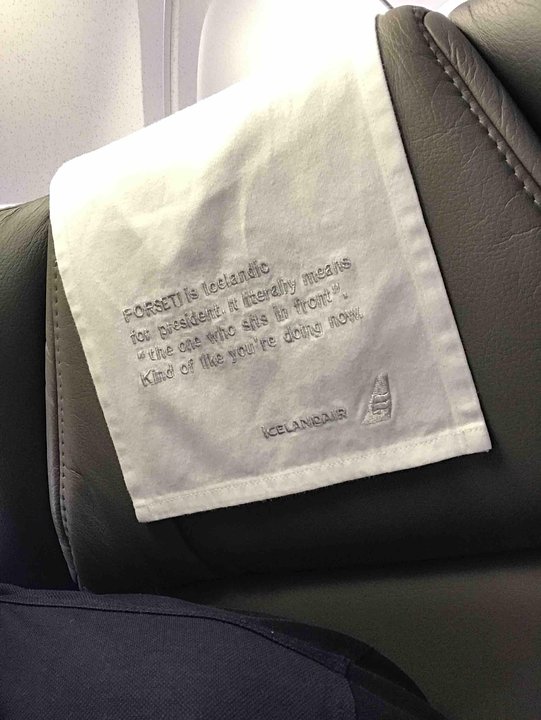 FORSETI is Icelandic
for president. It literally means
"the one who sits in front".
Kind of like you're doing now.
ICELANDAIR